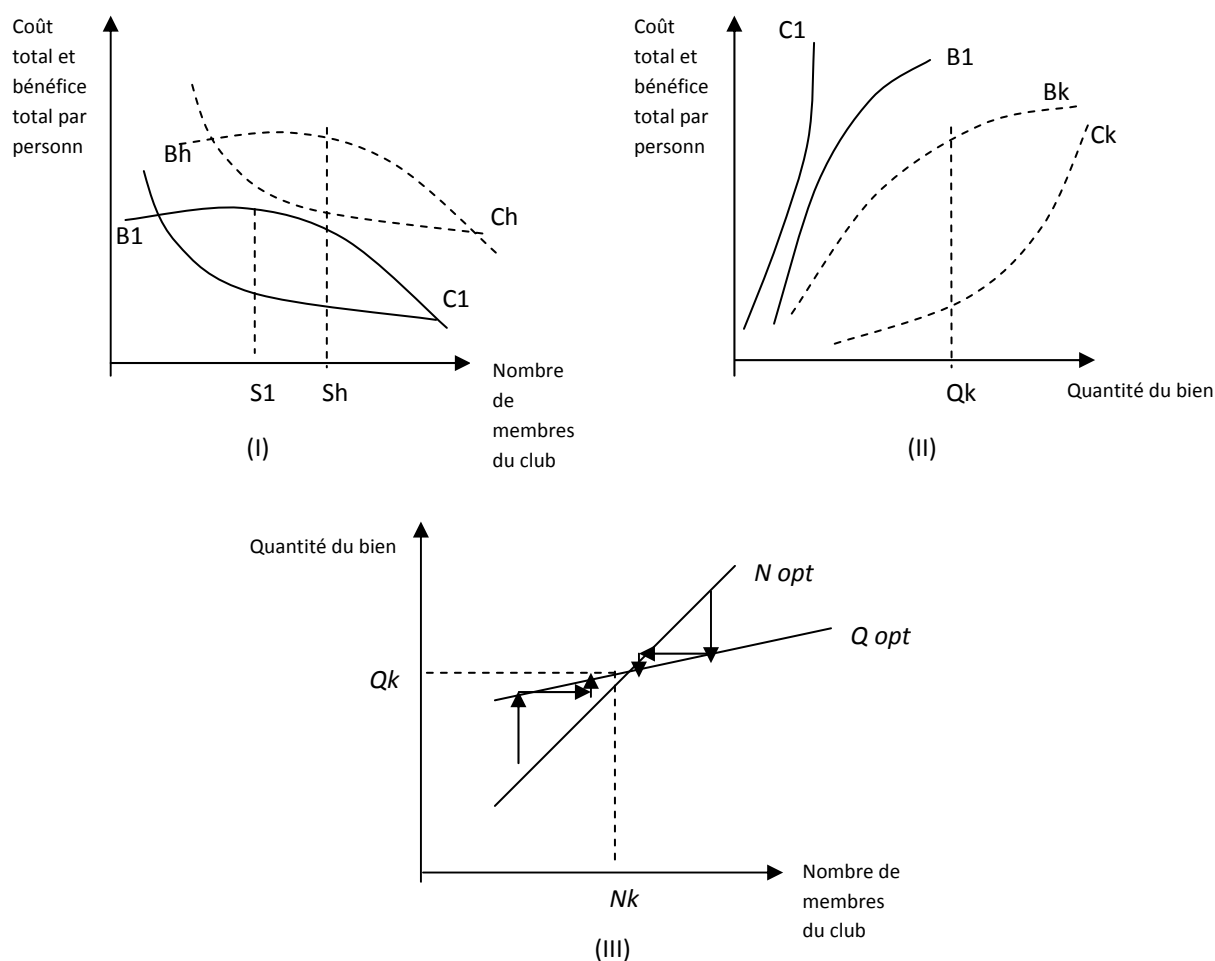 Coût
total et
bénéfice
total par
personn
Bh
B1
Ch
C1
S1
Sh
Nombre
de
membres
du club
(I)
Coût
total et
bénéfice
total par
personn
C1
B1
Bk
Ck
Qk
Quantité du bien
(II)
Quantité du bien
N opt
Q opt
Qk
Nk
Nombre de
membres
du club
(III)